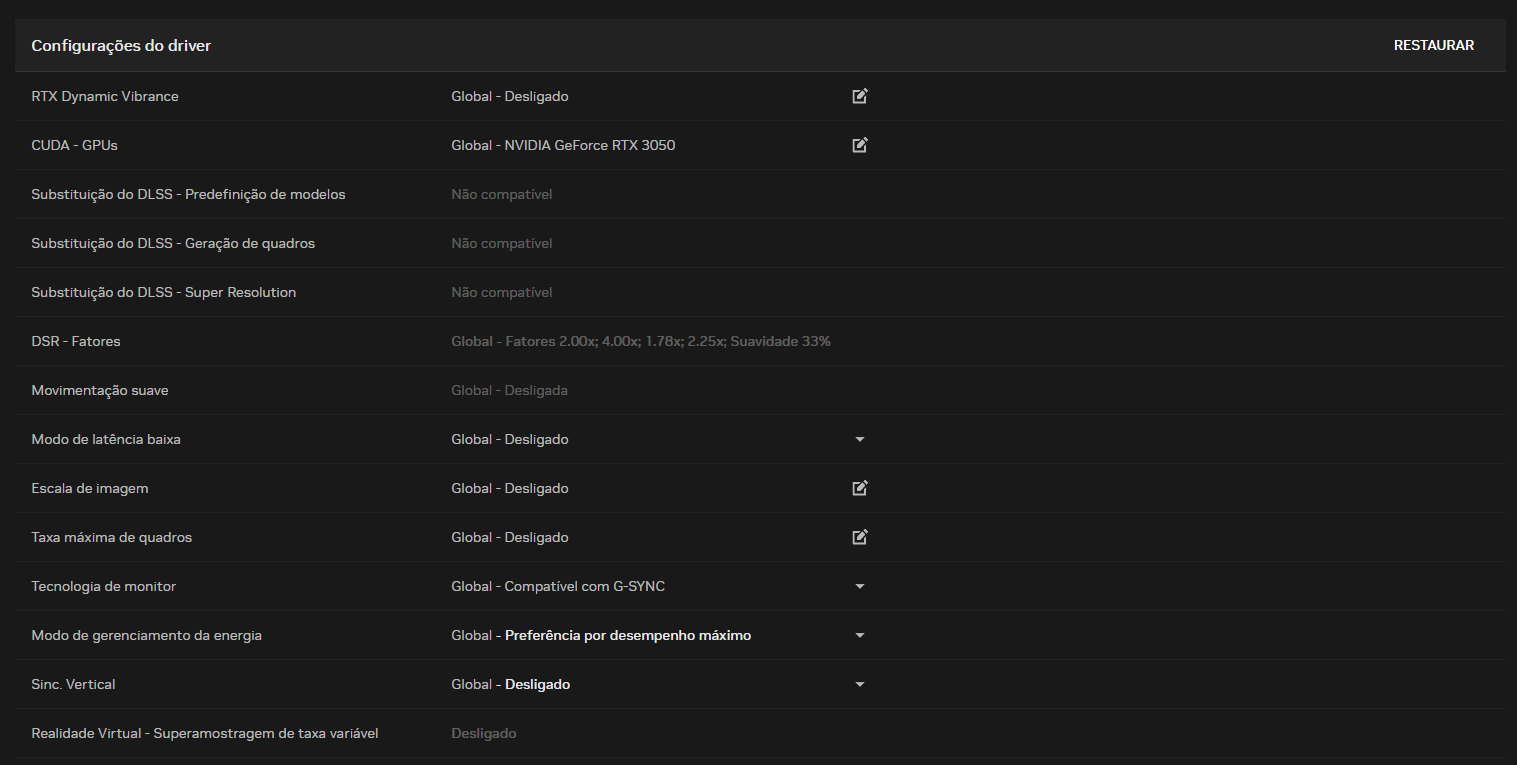 Configurações do driver RESTAURAR
RTX Dynamic Vibrance Global - Desligado
CUDA - GPUs Global - NVIDIA GeForce RTX 3050
Substituição do DLSS - Predefinição de modelos Não compatível
Substituição do DLSS - Geração de quadros Não compatível
Substituição do DLSS - Super Resolution Não compatível
DSR - Fatores Global - Fatores 2.00x; 4.00x; 1.78x; 2.25x; Suavidade 33%
Movimentação suave Global - Desligada
Modo de latência baixa Global - Desligado
Escala de imagem Global - Desligado
Taxa máxima de quadros Global - Desligado
Tecnologia de monitor Global - Compatível com G-SYNC
Modo de gerenciamento da energia Global - Preferência por desempenho máximo
Sinc. Vertical Global - Desligado
Realidade Virtual - Superamostragem de taxa variável Desligado